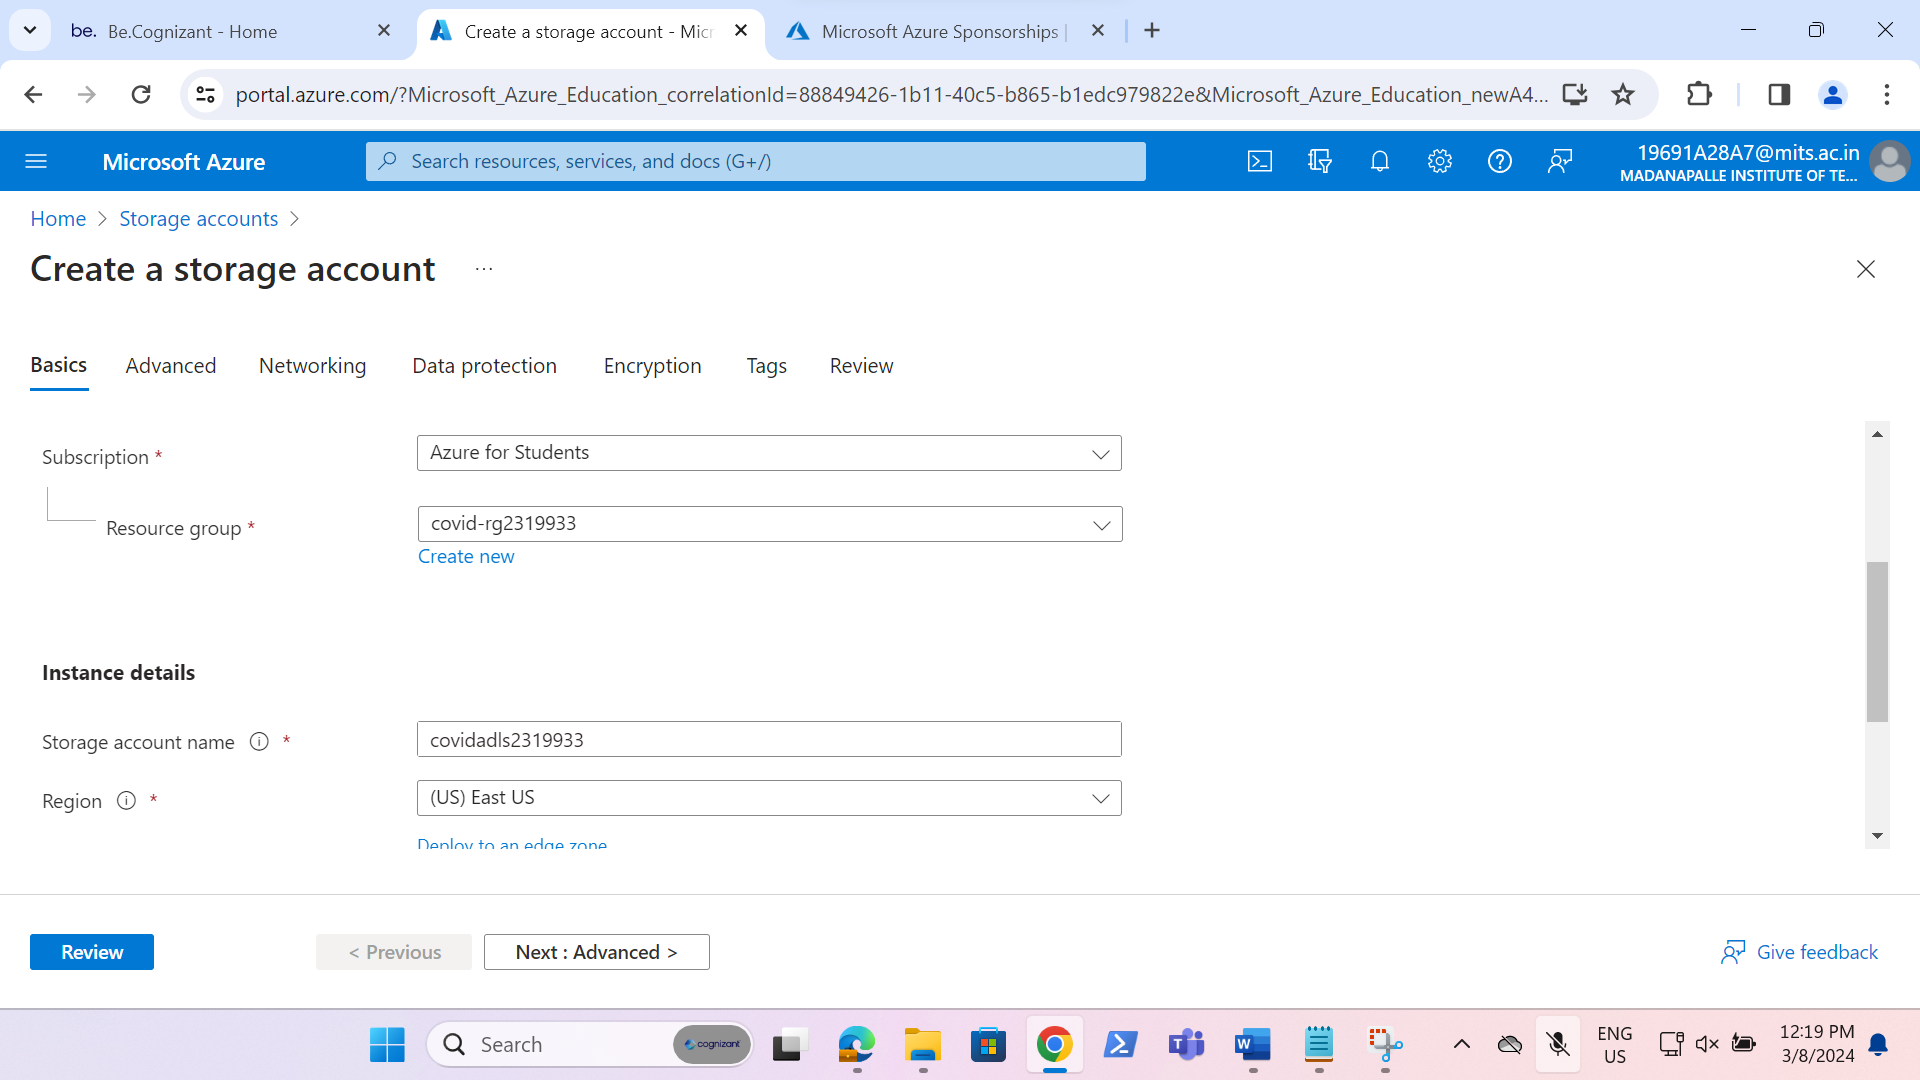 be. Be.Cognizant - Home
Create a storage account - Micr
Microsoft Azure Sponsorships |
portal.azure.com/?Microsoft_Azure_Education_correlationId=88849426-1b11-40c5-b865-b1edc979822e&Microsoft_Azure_Education_newA4...
Microsoft Azure
Search resources, services, and docs (G+/)
19691A28A7@mits.ac.in
MADANAPALLE INSTITUTE OF TE...
Home > Storage accounts >
Create a storage account ...
Basics Advanced Networking Data protection Encryption Tags Review
Subscription * Azure for Students
Resource group * covid-rg2319933
Create new
Instance details
Storage account name * covidadls2319933
Region * (US) East US
Deploy to an edge zone
Review < Previous Next : Advanced > Give feedback
Search cognizant
ENG
US
12:19 PM
3/8/2024